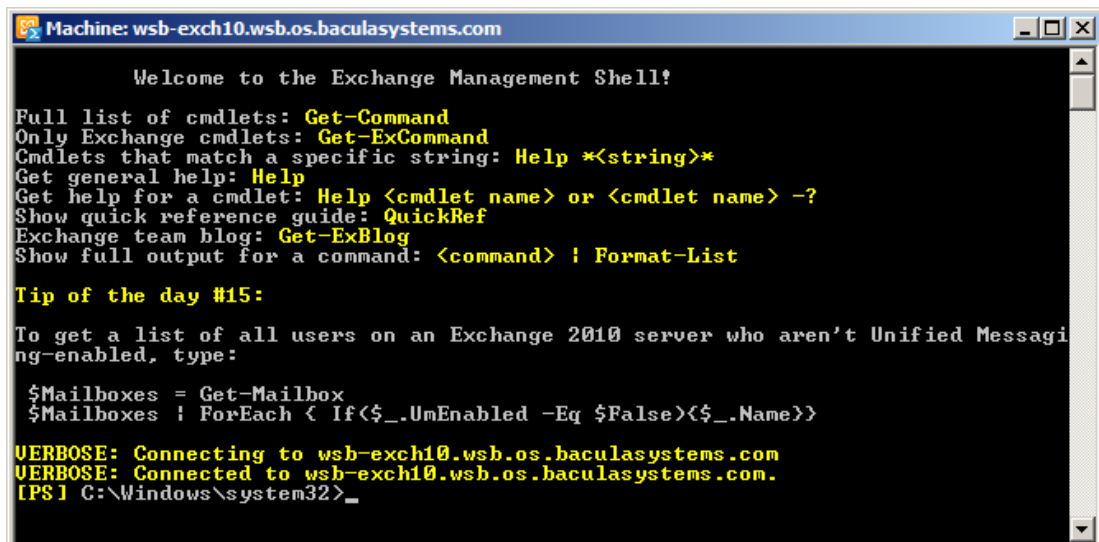 Machine: wsb-exch10.wsb.os.baculasystems.com
Welcome to the Exchange Management Shell!
Full list of cmdlets: Get-Command
Only Exchange cmdlets: Get-ExCommand
Cmdlets that match a specific string: Help *<string>*
Get general help: Help
Get help for a cmdlet: Help <cmdlet name> or <cmdlet name> -?
Show quick reference guide: QuickRef
Exchange team blog: Get-ExBlog
Show full output for a command: <command> | Format-List
Tip of the day #15:
To get a list of all users on an Exchange 2010 server who aren't Unified Messagi
ng-enabled, type:
$Mailboxes = Get-Mailbox
$Mailboxes | ForEach { If($_.UmEnabled -Eq $False){$_.Name}}
VERBOSE: Connecting to wsb-exch10.wsb.os.baculasystems.com
VERBOSE: Connected to wsb-exch10.wsb.os.baculasystems.com.
[PS] C:\Windows\system32>_